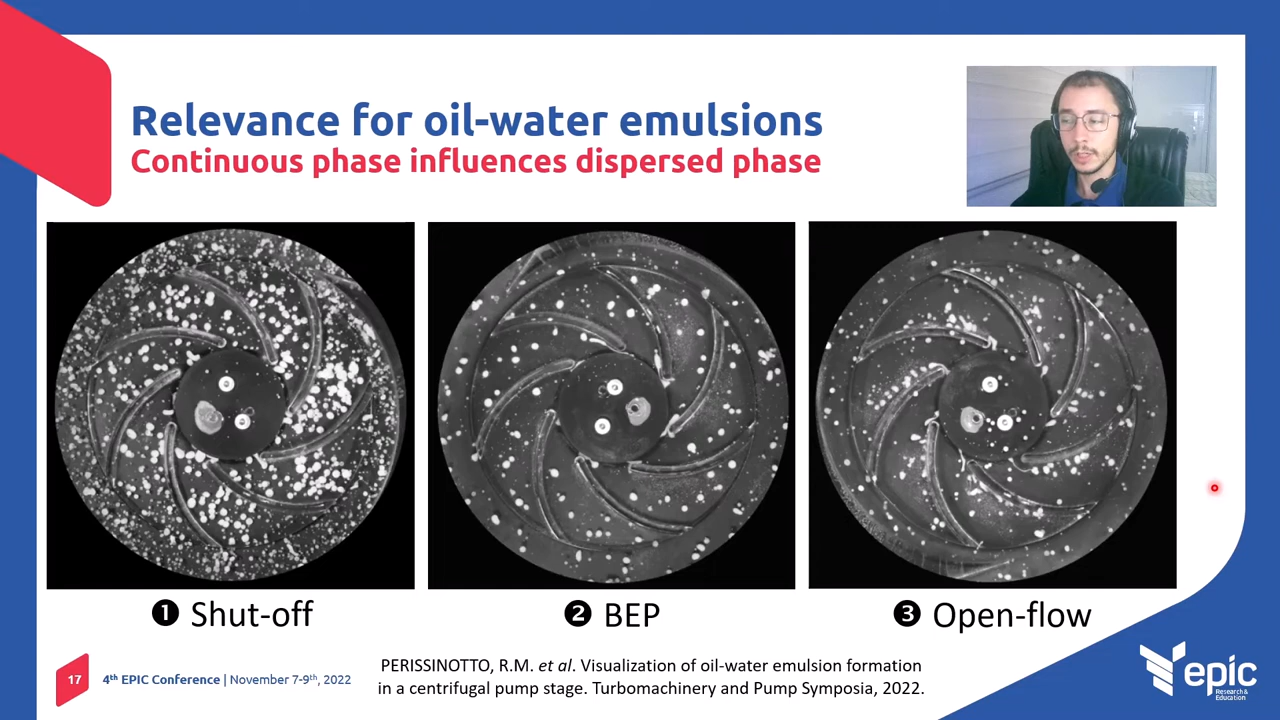 Relevance for oil-water emulsions
Continuous phase influences dispersed phase
❶ Shut-off
❷ BEP
❸ Open-flow
PERISSINOTTO, R.M. et al. Visualization of oil-water emulsion formation
in a centrifugal pump stage. Turbomachinery and Pump Symposia, 2022.
17
4th EPIC Conference | November 7-9th, 2022
epic
Research &
Education